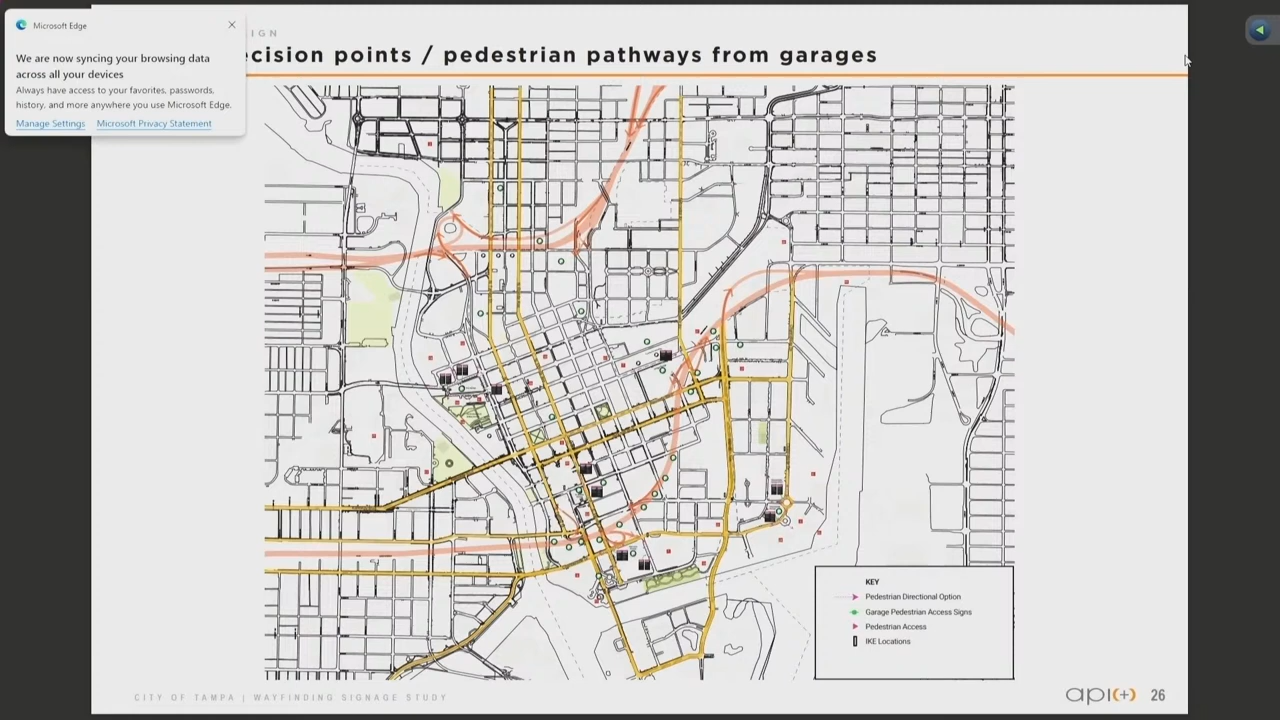 Microsoft Edge
We are now syncing your browsing data
across all your devices
Always have access to your favorites, passwords,
history, and more anywhere you use Microsoft Edge.
Manage Settings Microsoft Privacy Statement
IGN
cision points / pedestrian pathways from garages
KEY
Pedestrian Directional Option
Garage Pedestrian Access Signs
Pedestrian Access
IKE Locations
CITY OF TAMPA | WAYFINDING SIGNAGE STUDY
api(+) 26